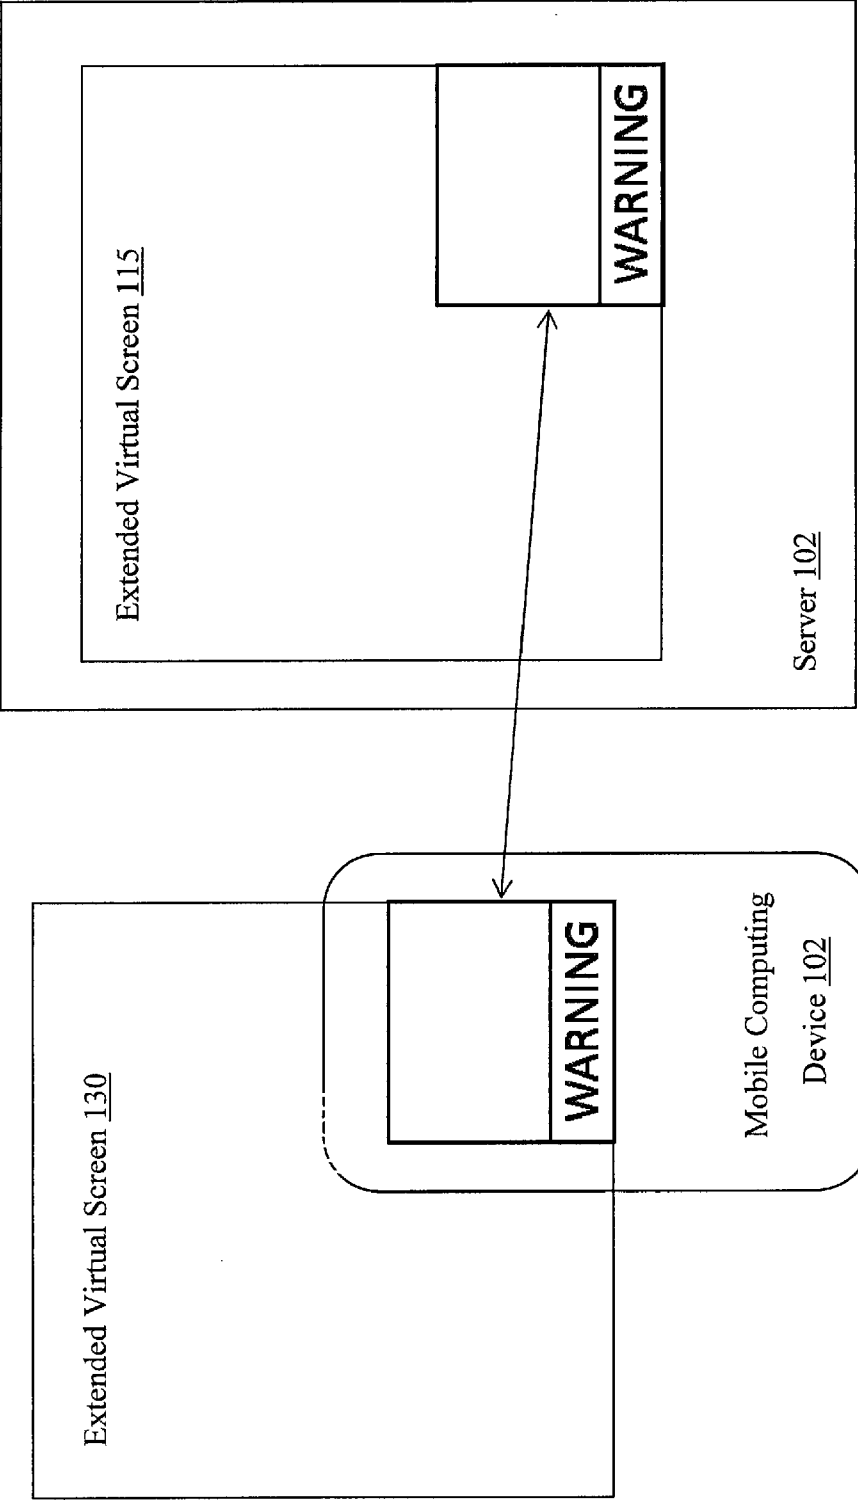 Extended Virtual Screen 130
WARNING
Mobile Computing
Device 102
Extended Virtual Screen 115
WARNING
Server 102